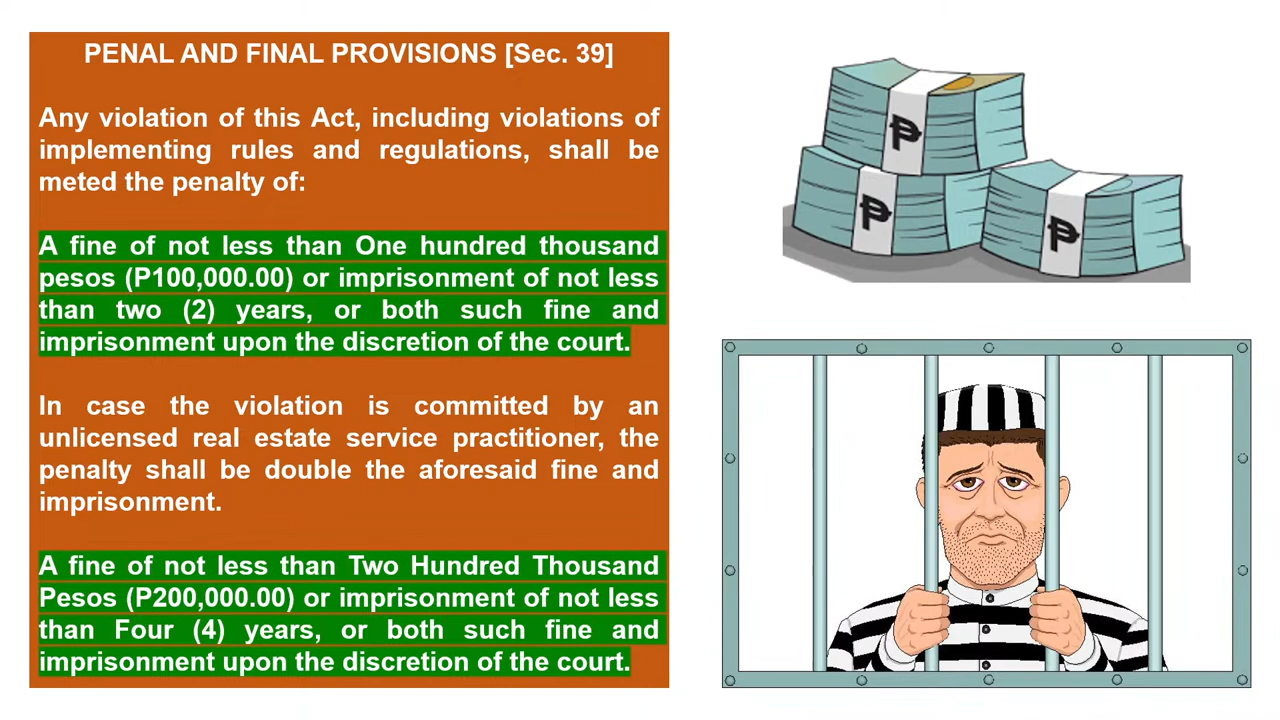 PENAL AND FINAL PROVISIONS [Sec. 39]
Any violation of this Act, including violations of
implementing rules and regulations, shall be
meted the penalty of:
A fine of not less than One hundred thousand
pesos (P100,000.00) or imprisonment of not less
than two (2) years, or both such fine and
imprisonment upon the discretion of the court.
In case the violation is committed by an
unlicensed real estate service practitioner, the
penalty shall be double the aforesaid fine and
imprisonment.
A fine of not less than Two Hundred Thousand
Pesos (P200,000.00) or imprisonment of not less
than Four (4) years, or both such fine and
imprisonment upon the discretion of the court.
₱
₱
₱